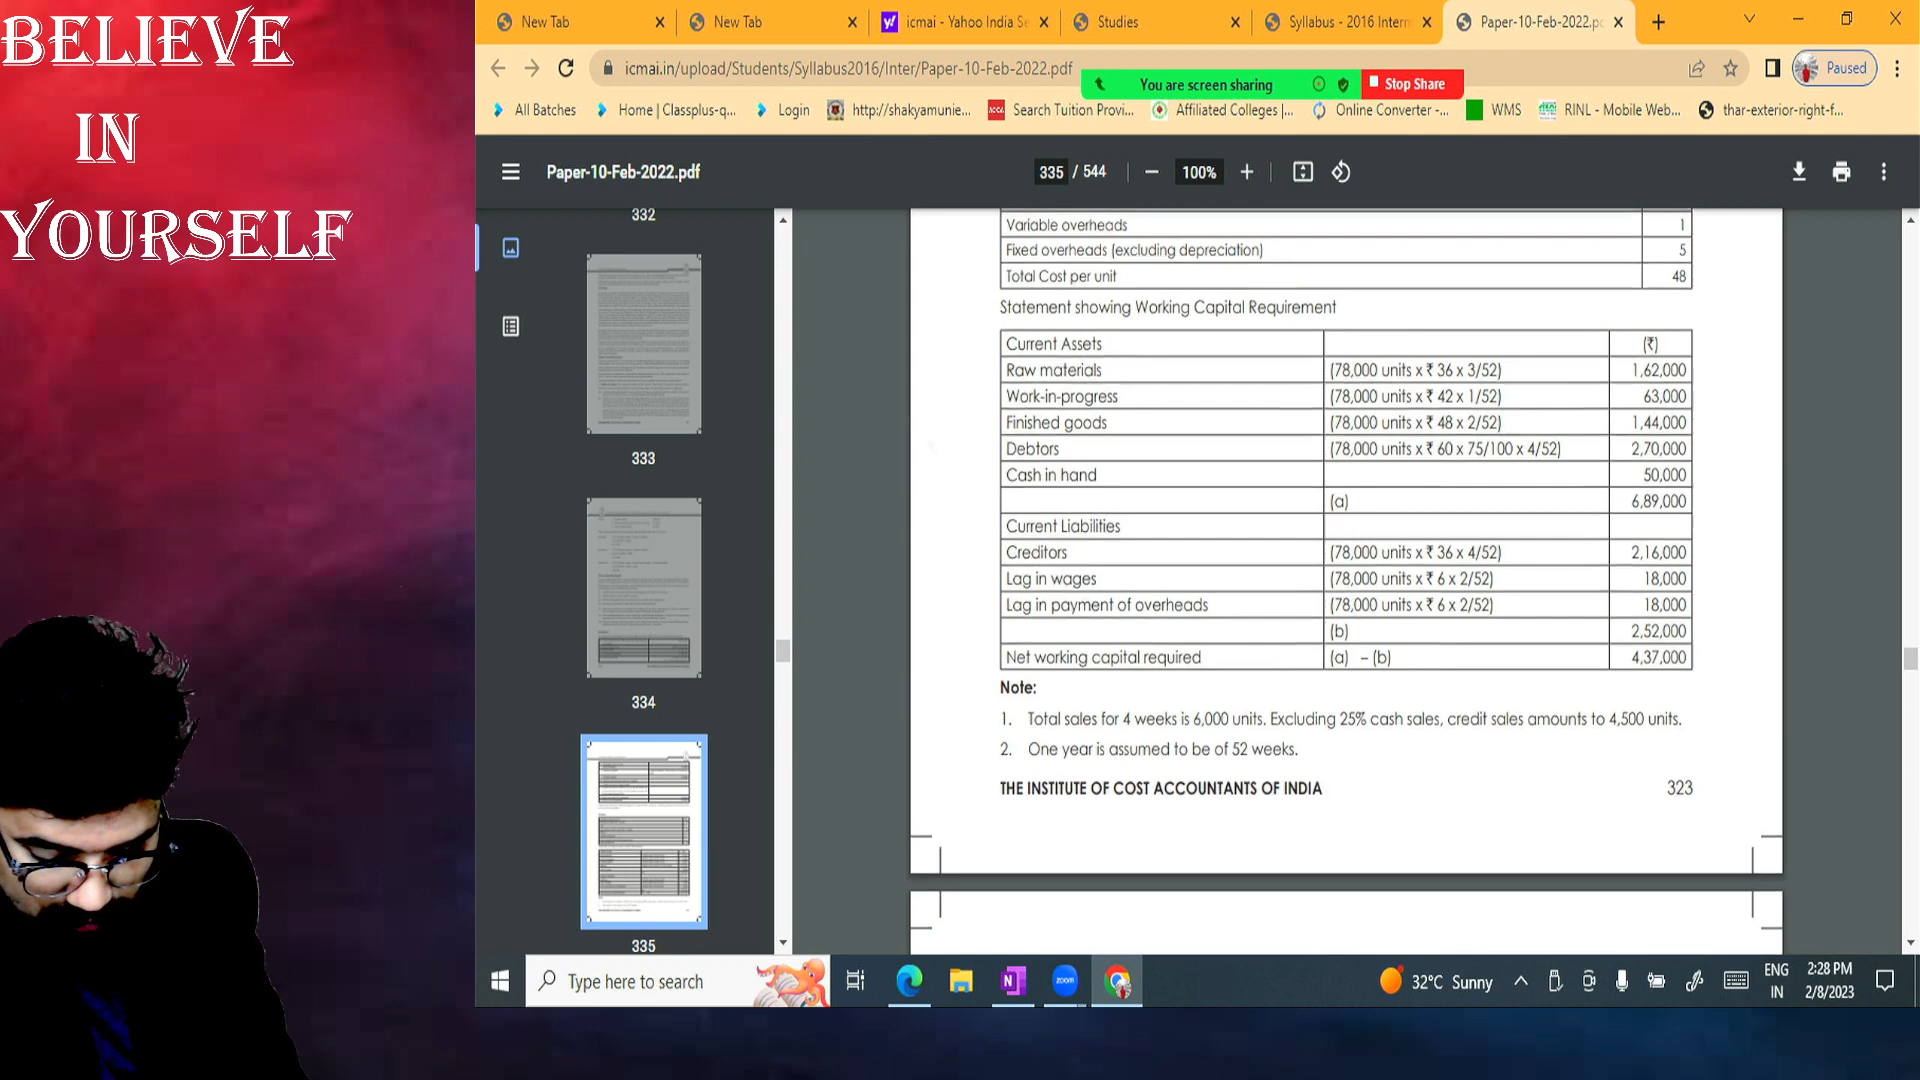 BELIEVE
IN
YOURSELF
New Tab
New Tab
icmai - Yahoo India Se
Studies
Syllabus - 2016 Interm
Paper-10-Feb-2022.p
icmai.in/upload/Students/Syllabus2016/Inter/Paper-10-Feb-2022.pdf
You are screen sharing
Stop Share
Paused
All Batches
Home | Classplus-q...
Login
http://shakyamunie...
Search Tuition Provi...
Affiliated Colleges |...
Online Converter -...
WMS
RINL - Mobile Web...
thar-exterior-right-f...
Paper-10-Feb-2022.pdf
335 / 544
100%
332
333
334
335
Variable overheads 1
Fixed overheads (excluding depreciation) 5
Total Cost per unit 48
Statement showing Working Capital Requirement
Current Assets (₹)
Raw materials (78,000 units x ₹ 36 x 3/52) 1,62,000
Work-in-progress (78,000 units x ₹ 42 x 1/52) 63,000
Finished goods (78,000 units x ₹ 48 x 2/52) 1,44,000
Debtors (78,000 units x ₹ 60 x 75/100 x 4/52) 2,70,000
Cash in hand 50,000
(a) 6,89,000
Current Liabilities
Creditors (78,000 units x ₹ 36 x 4/52) 2,16,000
Lag in wages (78,000 units x ₹ 6 x 2/52) 18,000
Lag in payment of overheads (78,000 units x ₹ 6 x 2/52) 18,000
(b) 2,52,000
Net working capital required (a) – (b) 4,37,000
Note:
1. Total sales for 4 weeks is 6,000 units. Excluding 25% cash sales, credit sales amounts to 4,500 units.
2. One year is assumed to be of 52 weeks.
THE INSTITUTE OF COST ACCOUNTANTS OF INDIA 323
Type here to search
zoom
32°C Sunny
ENG
IN
2:28 PM
2/8/2023